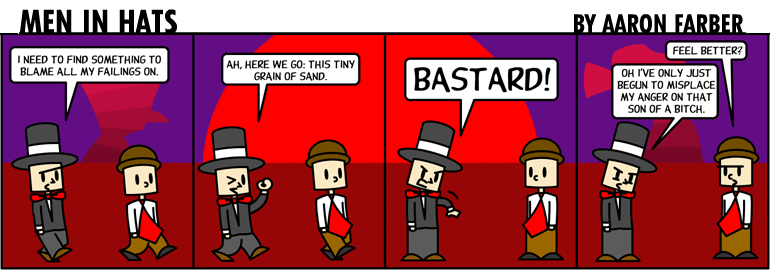 MEN IN HATS
BY AARON FARBER
I NEED TO FIND SOMETHING TO
BLAME ALL MY FAILINGS ON.
AH, HERE WE GO: THIS TINY
GRAIN OF SAND.
BASTARD!
FEEL BETTER?
OH I'VE ONLY JUST
BEGUN TO MISPLACE
MY ANGER ON THAT
SON OF A BITCH.